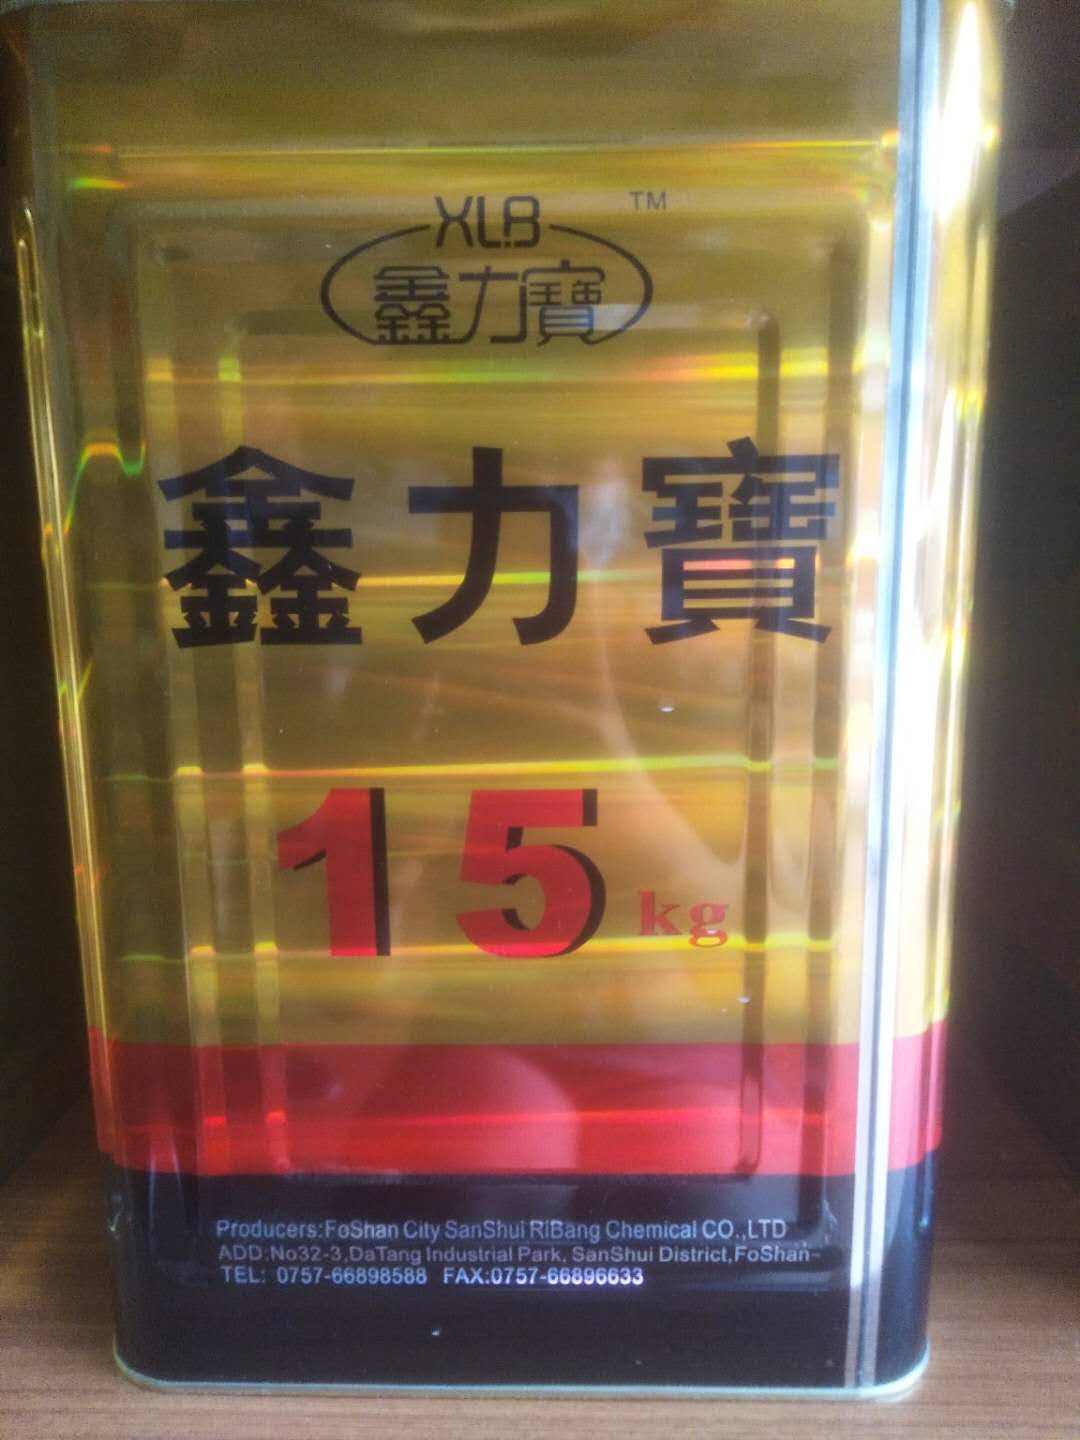 XLB
TM
鑫力寶
鑫力寶
15kg
Producers:FoShan City SanShui RiBang Chemical CO.,LTD
ADD:No32-3,DaTang Industrial Park, SanShui District,FoShan
TEL: 0757-66898588 FAX:0757-66896633